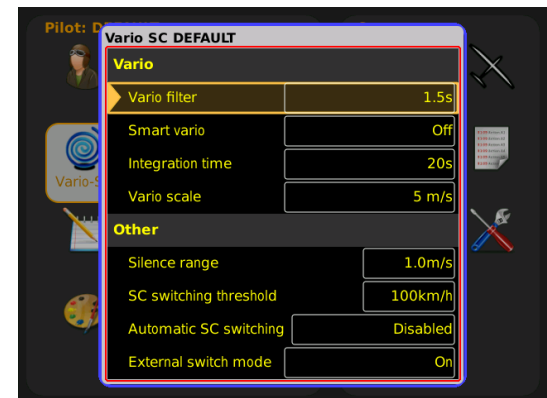 Pilot: D
Vario SC DEFAULT
Vario
Vario filter 1.5s
Smart vario Off
Integration time 20s
Vario scale 5 m/s
Other
Silence range 1.0m/s
SC switching threshold 100km/h
Automatic SC switching Disabled
External switch mode On
Vario-S